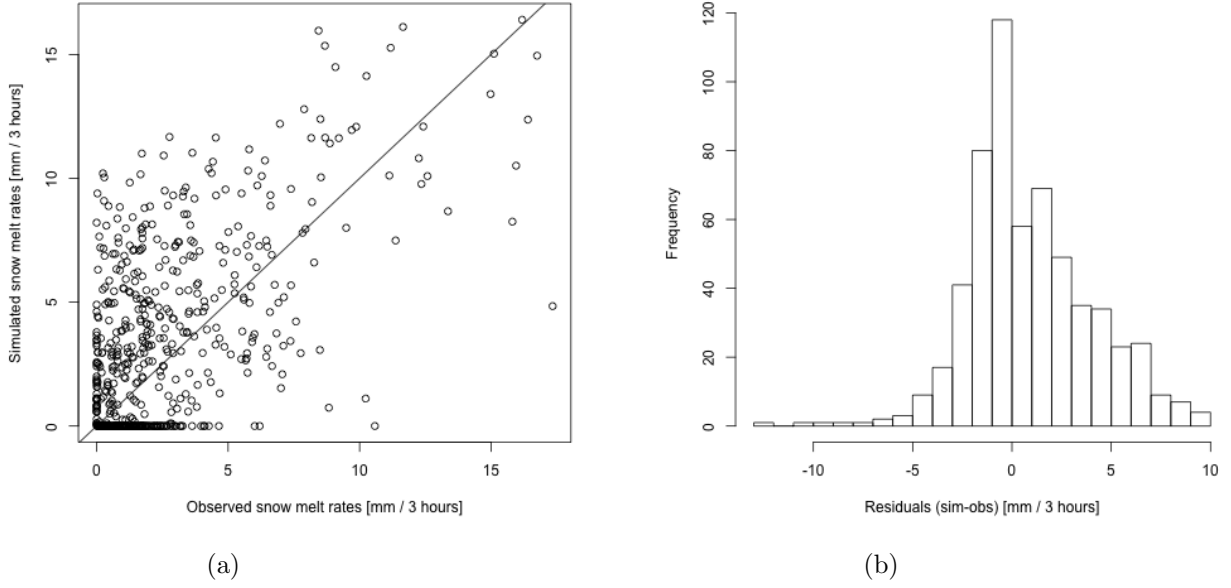 Simulated snow melt rates [mm / 3 hours]
15
10
5
0
0 5 10 15
Observed snow melt rates [mm / 3 hours]
(a)
Frequency
120
100
80
60
40
20
0
-10 -5 0 5 10
Residuals (sim-obs) [mm / 3 hours]
(b)